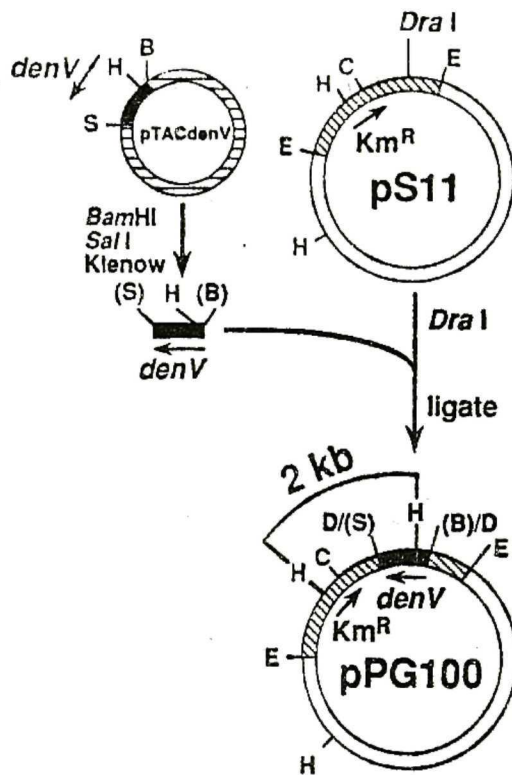 denV
H
B
S
pTACdenV
Dra I
H
C
E
E
KmR
pS11
H
BamHI
Sal I
Klenow
(S) H (B)
denV
Dra I
ligate
2 kb
D/(S)
H
(B)/D
E
H
C
denV
KmR
E
pPG100
H